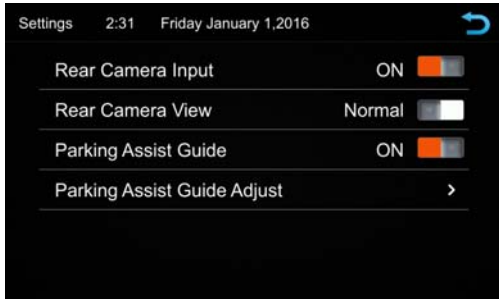 Settings 2:31 Friday January 1,2016
Rear Camera Input ON
Rear Camera View Normal
Parking Assist Guide ON
Parking Assist Guide Adjust >